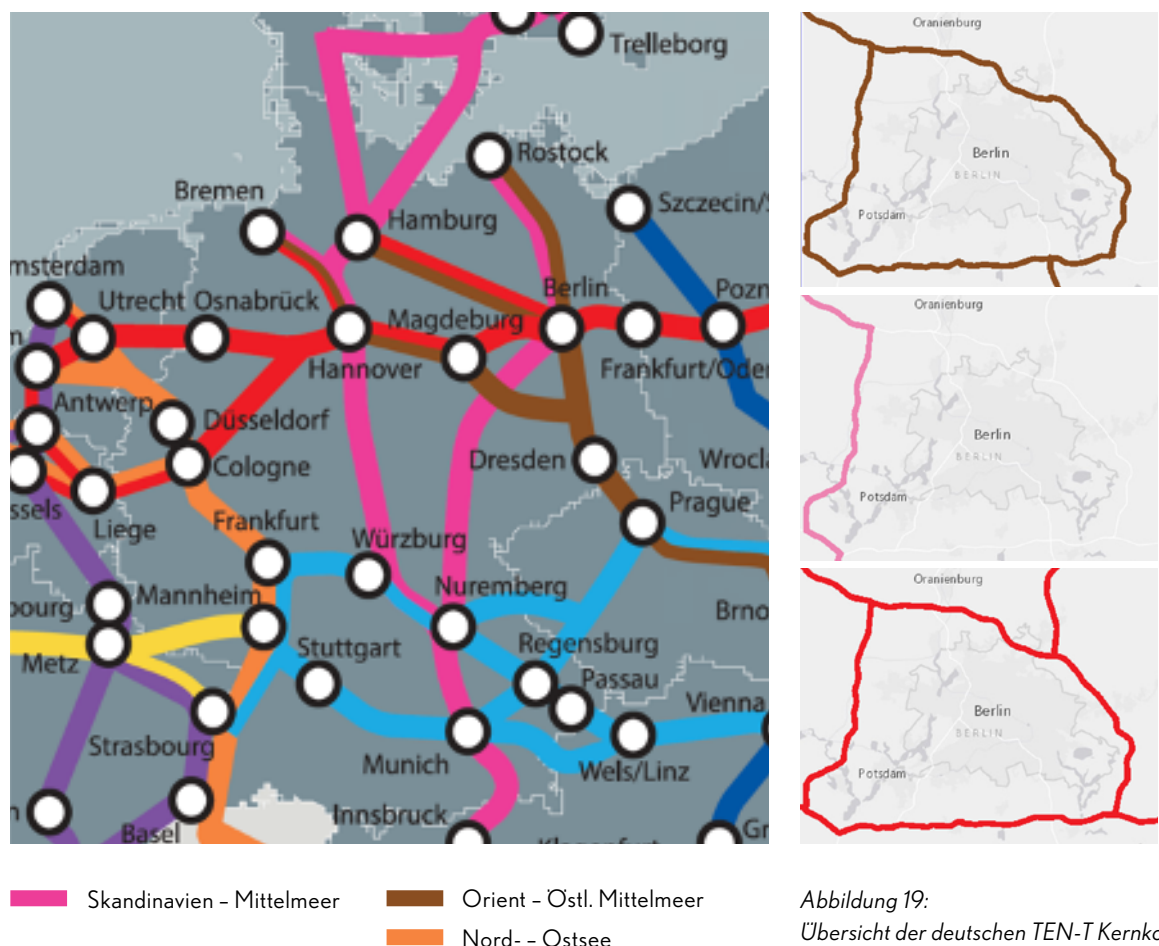 Trelleborg
Rostock
Bremen
Szczecin/S
Hamburg
msterdam
Utrecht Osnabrück
Berlin
Pozn
Magdeburg
Hannover
Frankfurt/Oder
Antwerp
Düsseldorf
Cologne
Dresden
Wrocła
ssels
Liege
Frankfurt
Prague
Würzburg
bourg
Mannheim
Nuremberg
Brno
Metz
Stuttgart
Regensburg
Passau
Vienna
Strasbourg
Munich
Wels/Linz
Innsbruck
Basel
Klagenfurt
Gr
Oranienburg
Berlin
BERLIN
Potsdam
Oranienburg
Berlin
BERLIN
Potsdam
Oranienburg
Berlin
BERLIN
Potsdam
Skandinavien – Mittelmeer
Orient – Östl. Mittelmeer
Nord- – Ostsee
Abbildung 19:
Übersicht der deutschen TEN-T Kernko